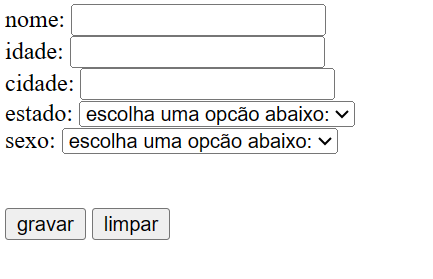 nome:
idade:
cidade:
estado: escolha uma opcão abaixo:
sexo: escolha uma opcão abaixo:
gravar limpar